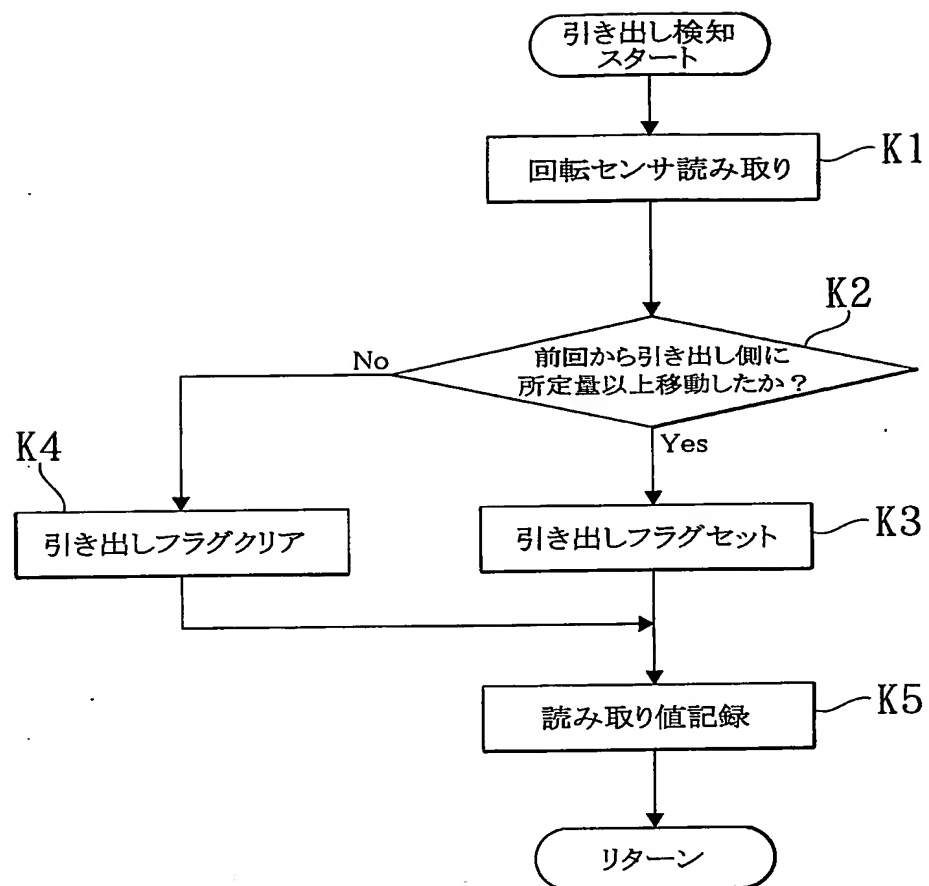 引き出し検知
スタート
K1
回転センサ読み取り
K2
前回から引き出し側に
所定量以上移動したか？
No
Yes
K4
引き出しフラグクリア
K3
引き出しフラグセット
K5
読み取り値記録
リターン